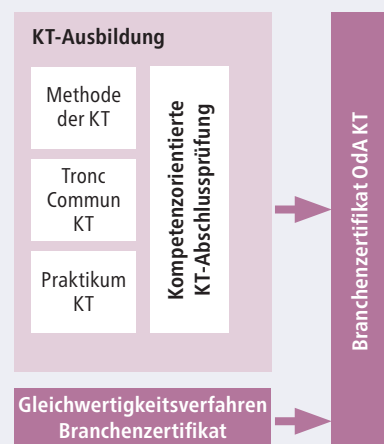 KT-Ausbildung
Methode
der KT
Tronc
Commun
KT
Praktikum
KT
Kompetenzorientierte
KT-Abschlussprüfung
Branchenzertifikat OdA KT
Gleichwertigkeitsverfahren
Branchenzertifikat